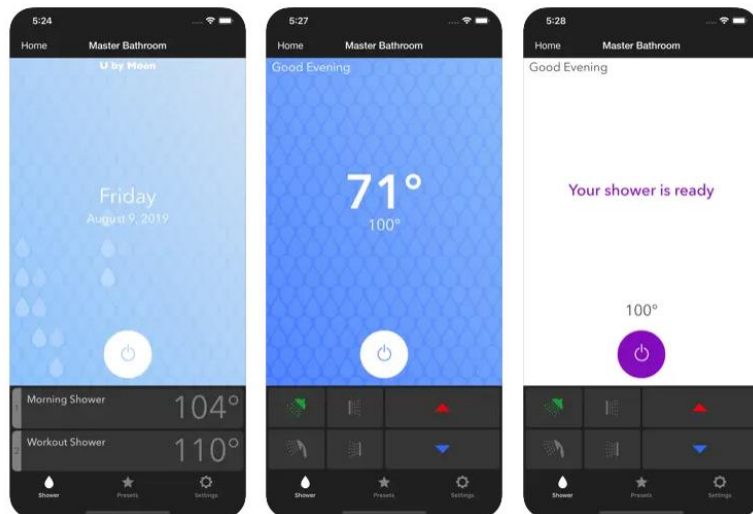 5:24
Home Master Bathroom
U by Moen
Friday
August 9, 2019
1 Morning Shower 104°
2 Workout Shower 110°
Shower Presets Settings
5:27
Home Master Bathroom
Good Evening
71°
100°
Shower Presets Settings
5:28
Home Master Bathroom
Good Evening
Your shower is ready
100°
Shower Presets Settings